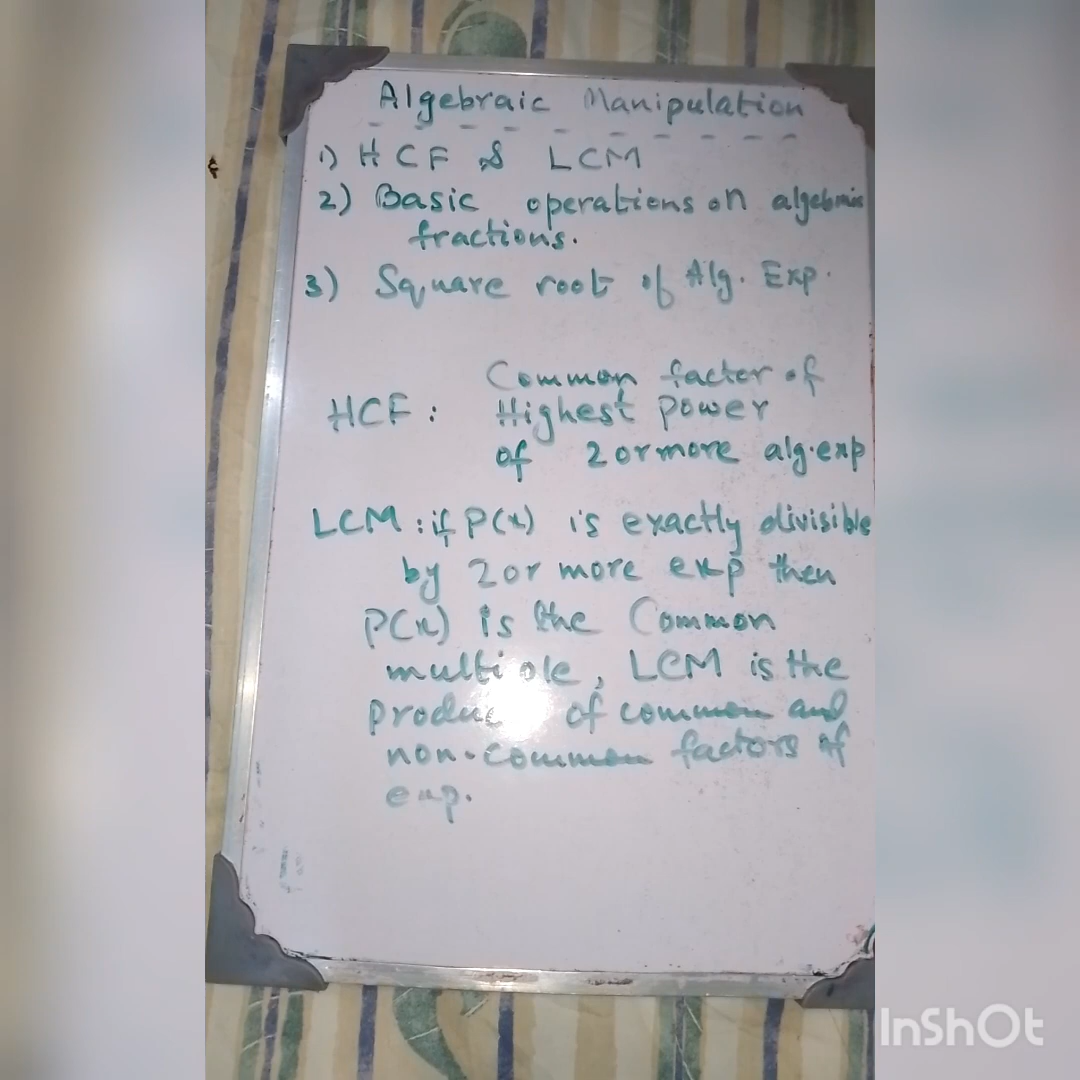 Algebraic Manipulation
1) HCF & LCM
2) Basic operations on algebraic
fractions.
3) Square root of Alg. Exp.
Common factor of
HCF: Highest power
of 2 or more alg.exp
LCM: if P(x) is exactly divisible
by 2 or more exp then
P(x) is the Common
multiple, LCM is the
product of common and
non-common factors of
exp.
InShOt